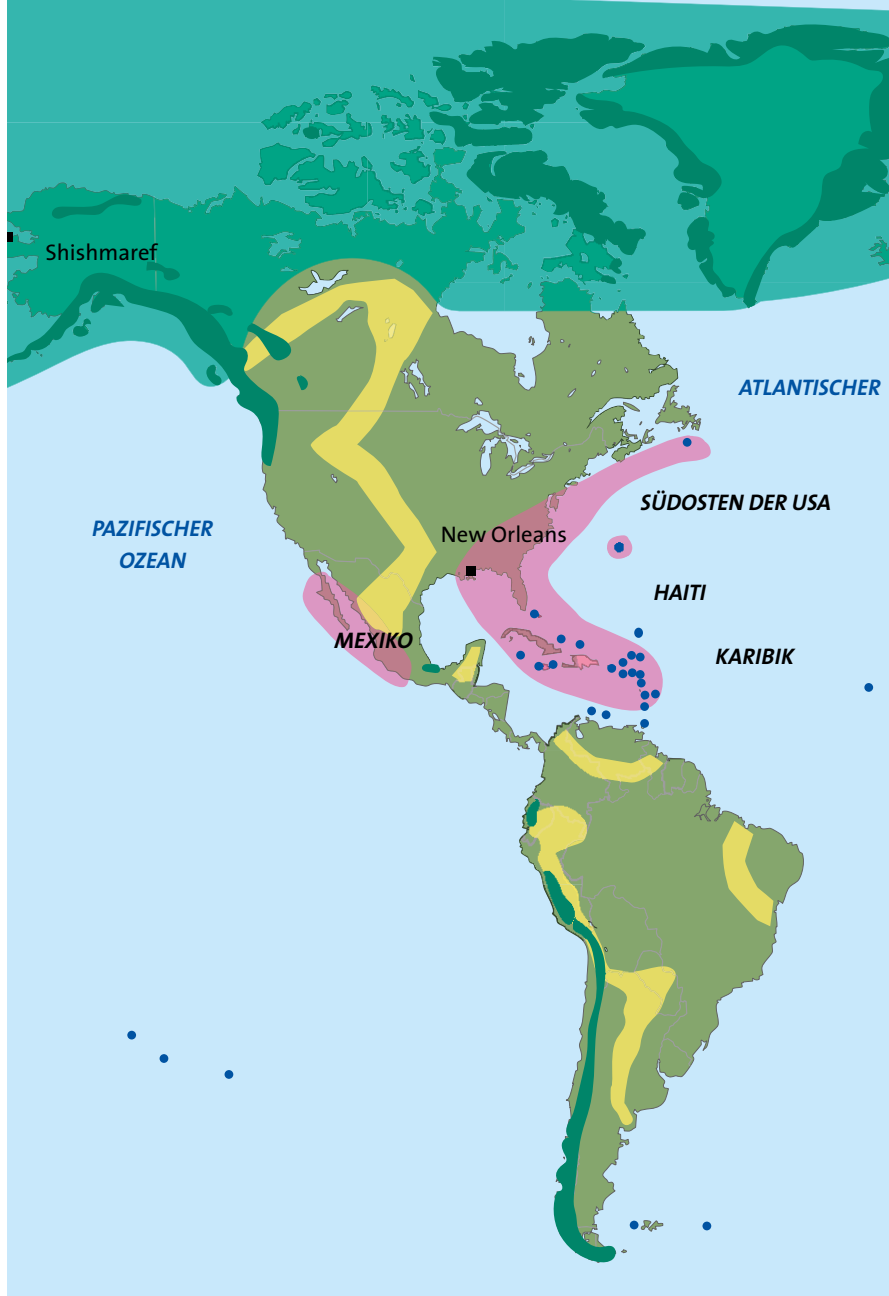 Shishmaref
ATLANTISCHER
SÜDOSTEN DER USA
PAZIFISCHER
OZEAN
New Orleans
HAITI
MEXIKO
KARIBIK